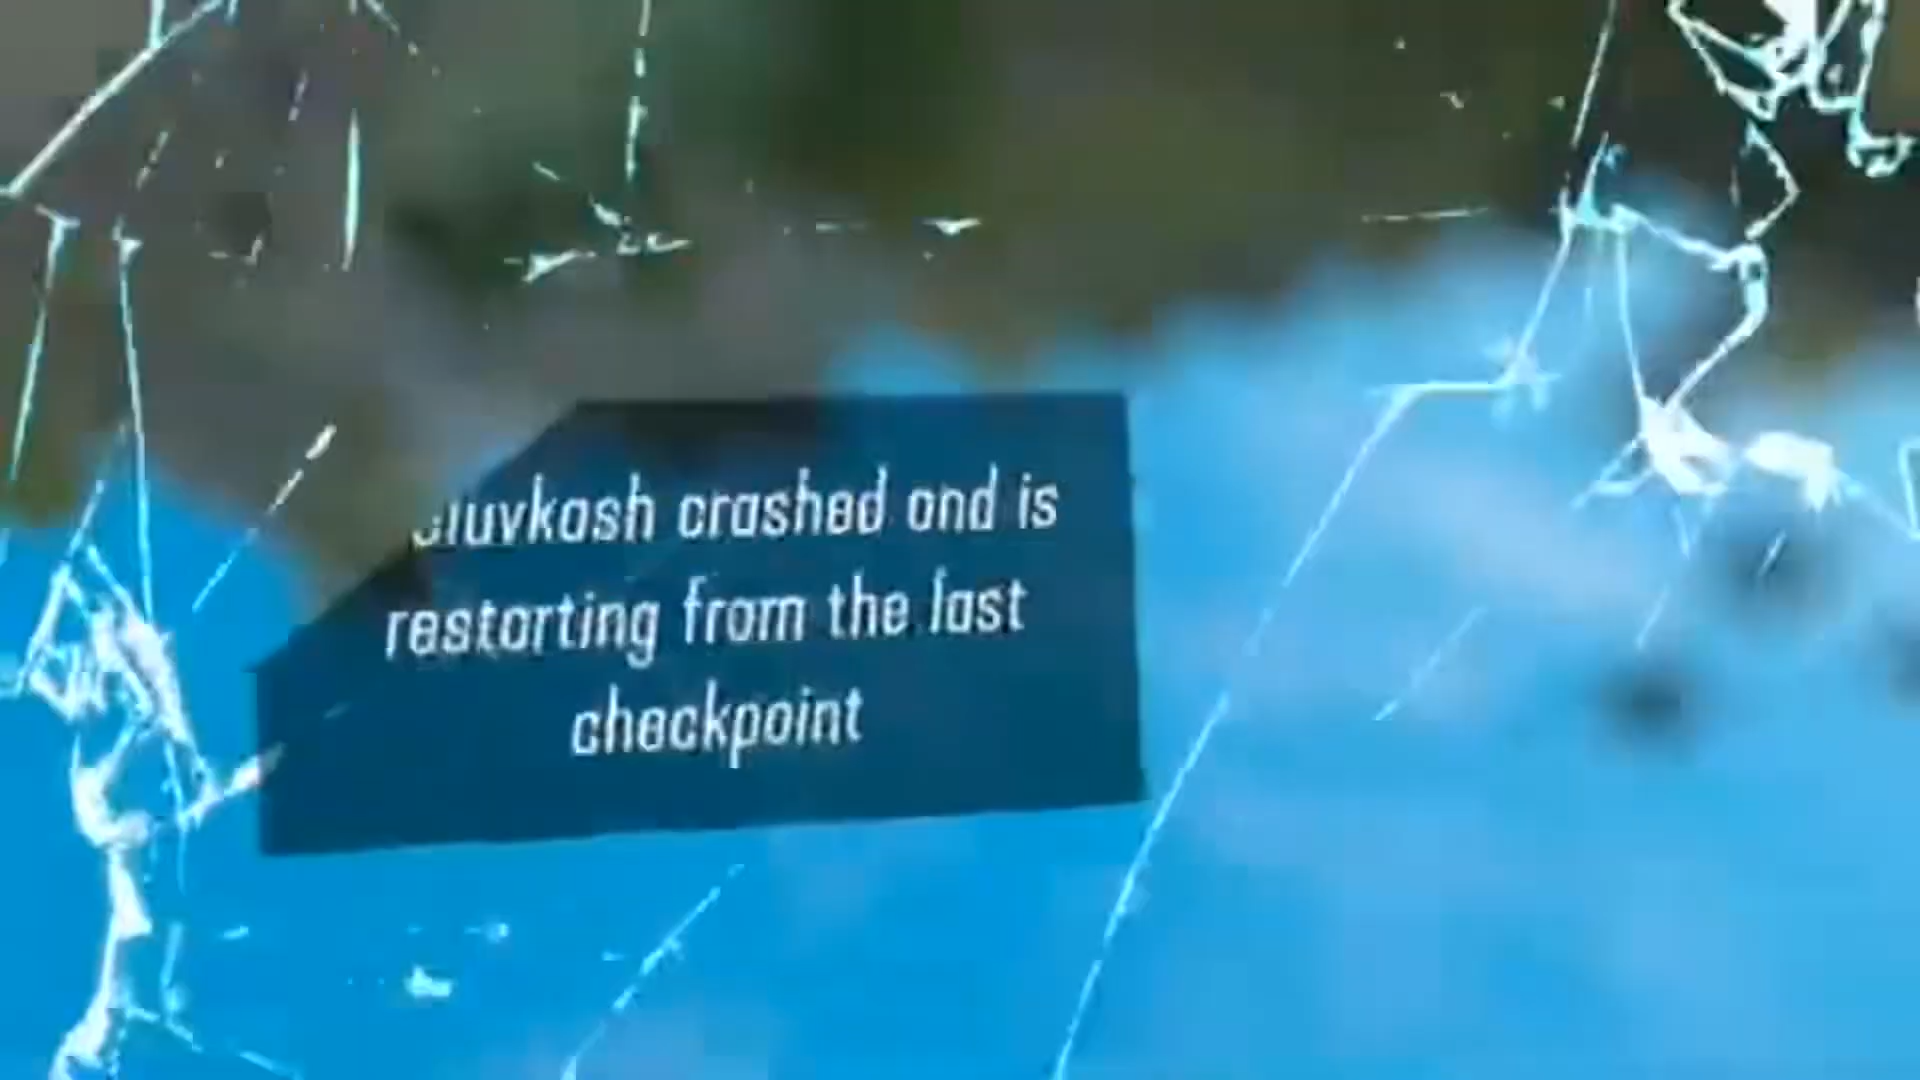 crashed and is
restarting from the last
checkpoint